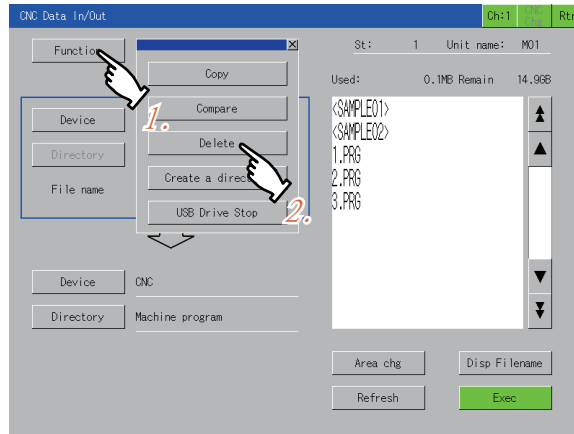 CNC Data In/Out
Ch:1
CNC
Chg
Rtr
Function
X
St: 1 Unit name: M01
Copy
Used: 0.1MB Remain 14.9GB
Compare
1.
Delete
Create a direc
USB Drive Stop
2.
Device
Directory
File name
<SAMPLE01>
<SAMPLE02>
1.PRG
2.PRG
3.PRG
Device CNC
Directory Machine program
Area chg
Disp Filename
Refresh
Exec